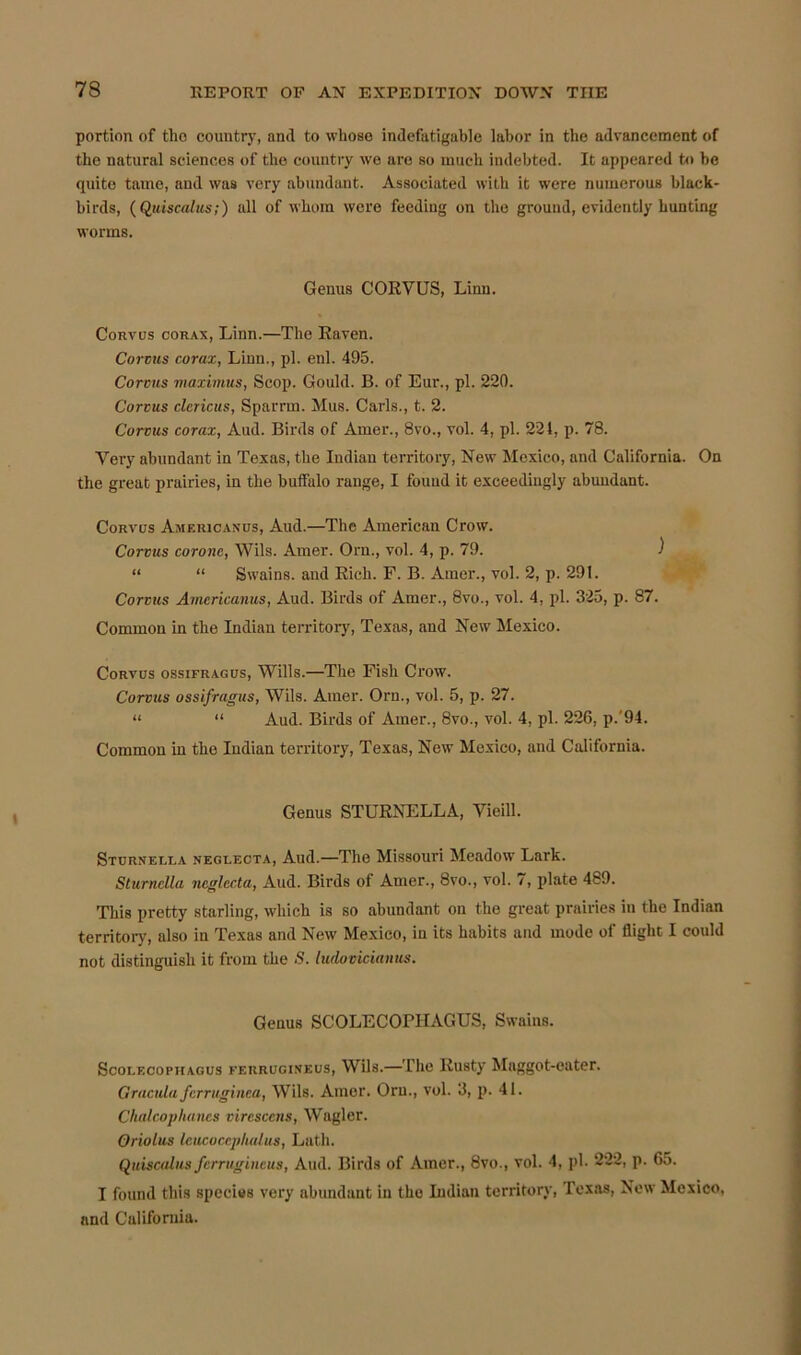 78 REPORT OF AN EXPEDITION DOWN THE
portion of the country, and to whose indefatigable labor in the advancement of
the natural sciences of the country we are so much indebted. It appeared to be
quite tame, and was very abundant. Associated with it were numerous black-
birds, (Quiscalus;) all of whom were feeding on the ground, evidently hunting
worms.
Genus CORVUS, Linn.
Corvus corax, Linn.—The Raven.
Corvus corax, Linn., pl. enl. 495.
Corvus maximus, Scop. Gould. B. of Eur., pl. 220.
Corvus clericus, Sparrm. Mus. Carls., t. 2.
Corvus corax, Aud. Birds of Amer., 8vo., vol. 4, pl. 224, p. 78.
Very abundant in Texas, the Indian territory, New Mexico, and California. On
the great prairies, in the buffalo range, I found it exceedingly abundant.
Corvus Americanus, Aud.—The American Crow.
Corvus corone, Wils. Amer. Orn., vol. 4, p. 79. )
“ “ Swains. and Rich. F. B. Amer., vol. 2, p. 291.
Corvus Americanus, Aud. Birds of Amer., 8vo., vol. 4, pl. 325, p. 87.
Common in the Indian territory, Texas, and New Mexico.
Corvus ossifragus, Wills.—The Fish Crow.
Corvus ossifragus, Wils. Amer. Orn., vol. 5, p. 27.
“ “ Aud. Birds of Amer., 8vo., vol. 4, pl. 226, p. 94.
Common in the Indian territory, Texas, New Mexico, and California.
Genus STURNELLA, Vieill.
Sturnella neglecta, Aud.—The Missouri Meadow Lark.
Sturnella neglecta, Aud. Birds of Amer., 8vo., vol. 7, plate 489.
This pretty starling, which is so abundant on the great prairies in the Indian
territory, also in Texas and New Mexico, in its habits and mode of flight I could
not distinguish it from the S. ludovicianus.
Genus SCOLECOPHAGUS, Swains.
Scolecophagus ferrugineus, Wils.—The Rusty Maggot-eater.
Gracula ferruginea, Wils. Amer. Orn., vol. 3, p. 41.
Chalcophanes virescens, Wagler.
Oriolus leucocephalus, Lath.
Quiscalus ferrugineus, Aud. Birds of Amer., 8vo., vol. 4, pl. 222, p. 65.
I found this species very abundant in the Indian territory, Texas, New Mexico,
and California.